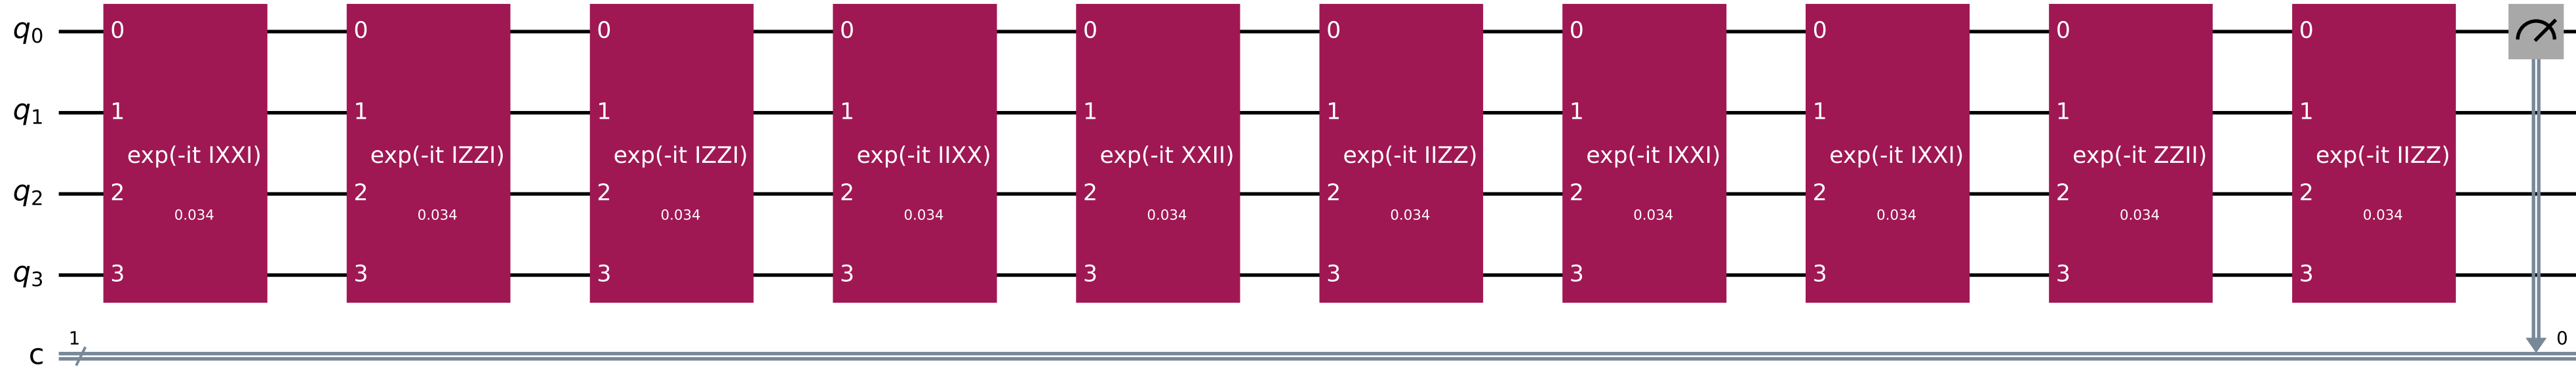 q0 0 0 0 0 0 0 0 0 0 0
q1 1 1 1 1 1 1 1 1 1 1
exp(-it IXXI) exp(-it IZZI) exp(-it IZZI) exp(-it IIXX) exp(-it XXII) exp(-it IIZZ) exp(-it IXXI) exp(-it IXXI) exp(-it ZZII) exp(-it IIZZ)
q2 2 2 2 2 2 2 2 2 2 2
0.034 0.034 0.034 0.034 0.034 0.034 0.034 0.034 0.034 0.034
q3 3 3 3 3 3 3 3 3 3 3
1 0
c